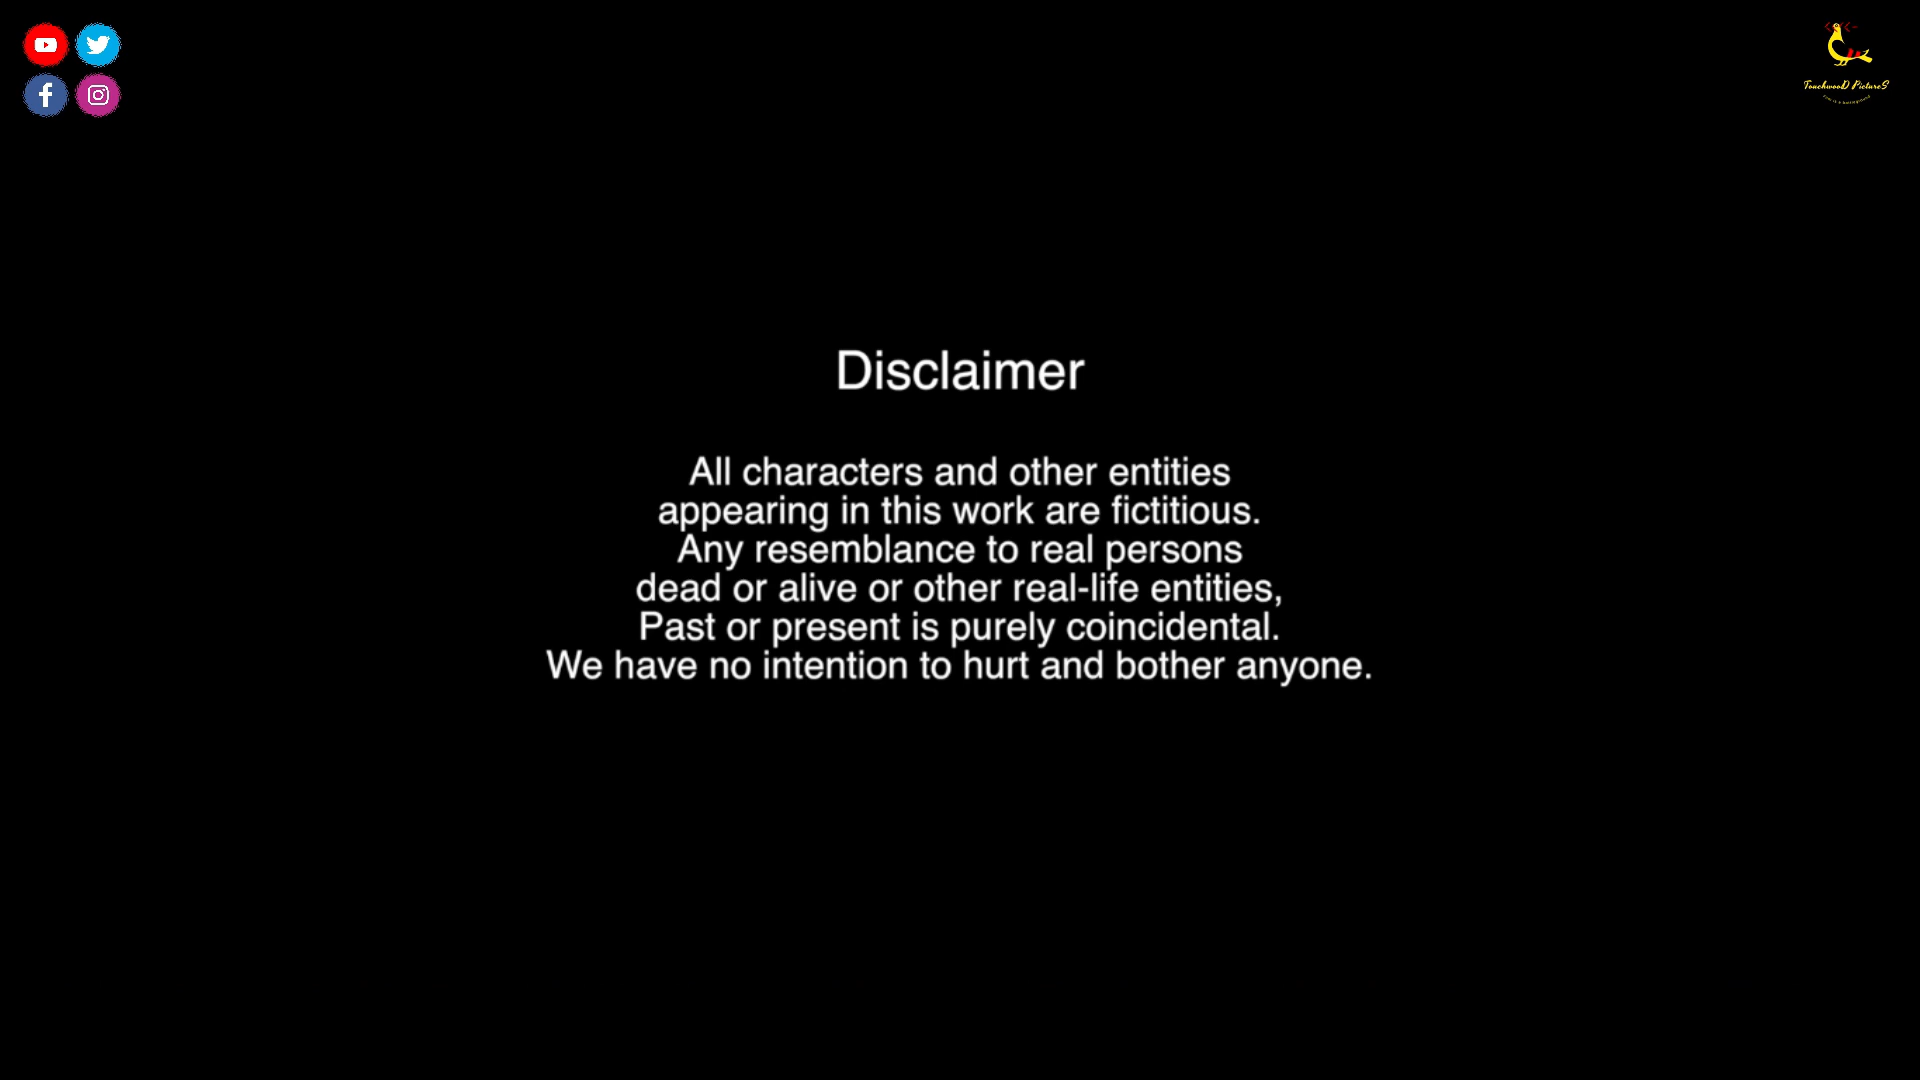 TouchwooD PictureS
Disclaimer
All characters and other entities
appearing in this work are fictitious.
Any resemblance to real persons
dead or alive or other real-life entities,
Past or present is purely coincidental.
We have no intention to hurt and bother anyone.